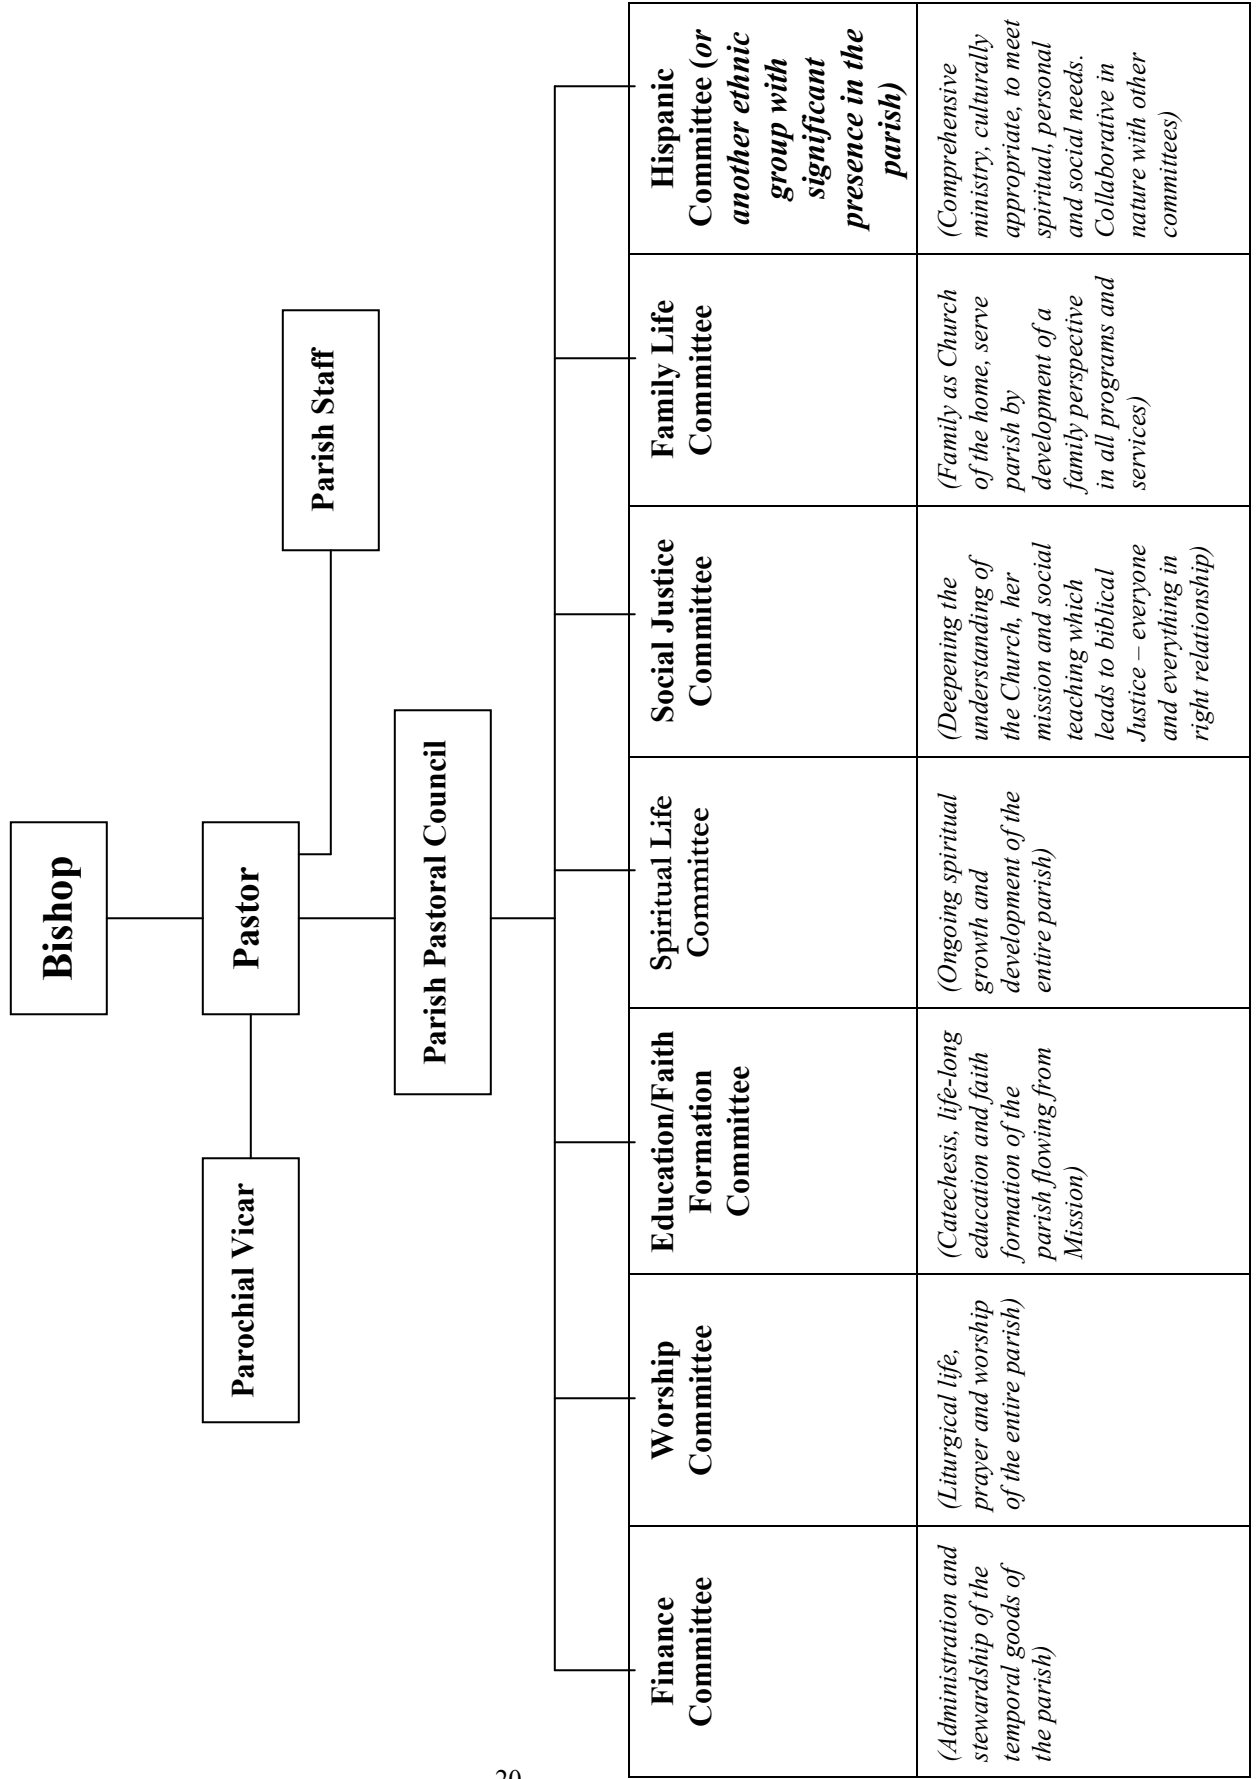 Bishop
Parochial Vicar
Pastor
Parish Staff
Parish Pastoral Council
Finance
Committee
Worship
Committee
Education/Faith
Formation
Committee
Spiritual Life
Committee
Social Justice
Committee
Family Life
Committee
Hispanic
Committee (or
another ethnic
group with
significant
presence in the
parish)
(Administration and
stewardship of the
temporal goods of
the parish)
(Liturgical life,
prayer and worship
of the entire parish)
(Catechesis, life-long
education and faith
formation of the
parish flowing from
Mission)
(Ongoing spiritual
growth and
development of the
entire parish)
(Deepening the
understanding of
the Church, her
mission and social
teaching which
leads to biblical
Justice – everyone
and everything in
right relationship)
(Family as Church
of the home, serve
parish by
development of a
family perspective
in all programs and
services)
(Comprehensive
ministry, culturally
appropriate, to meet
spiritual, personal
and social needs.
Collaborative in
nature with other
committees)
20